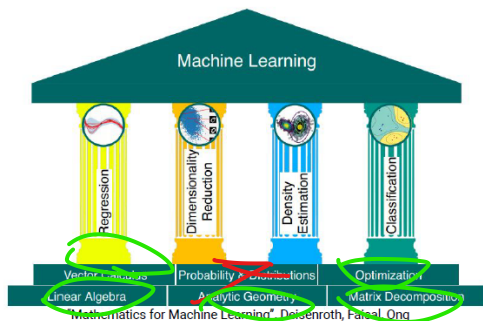 Machine Learning
Regression
Dimensionality
Reduction
Density
Estimation
Classification
Vector Calculus
Probability & Distributions
Optimization
Linear Algebra
Analytic Geometry
Matrix Decomposition
"Mathematics for Machine Learning", Deisenroth, Faisal, Ong